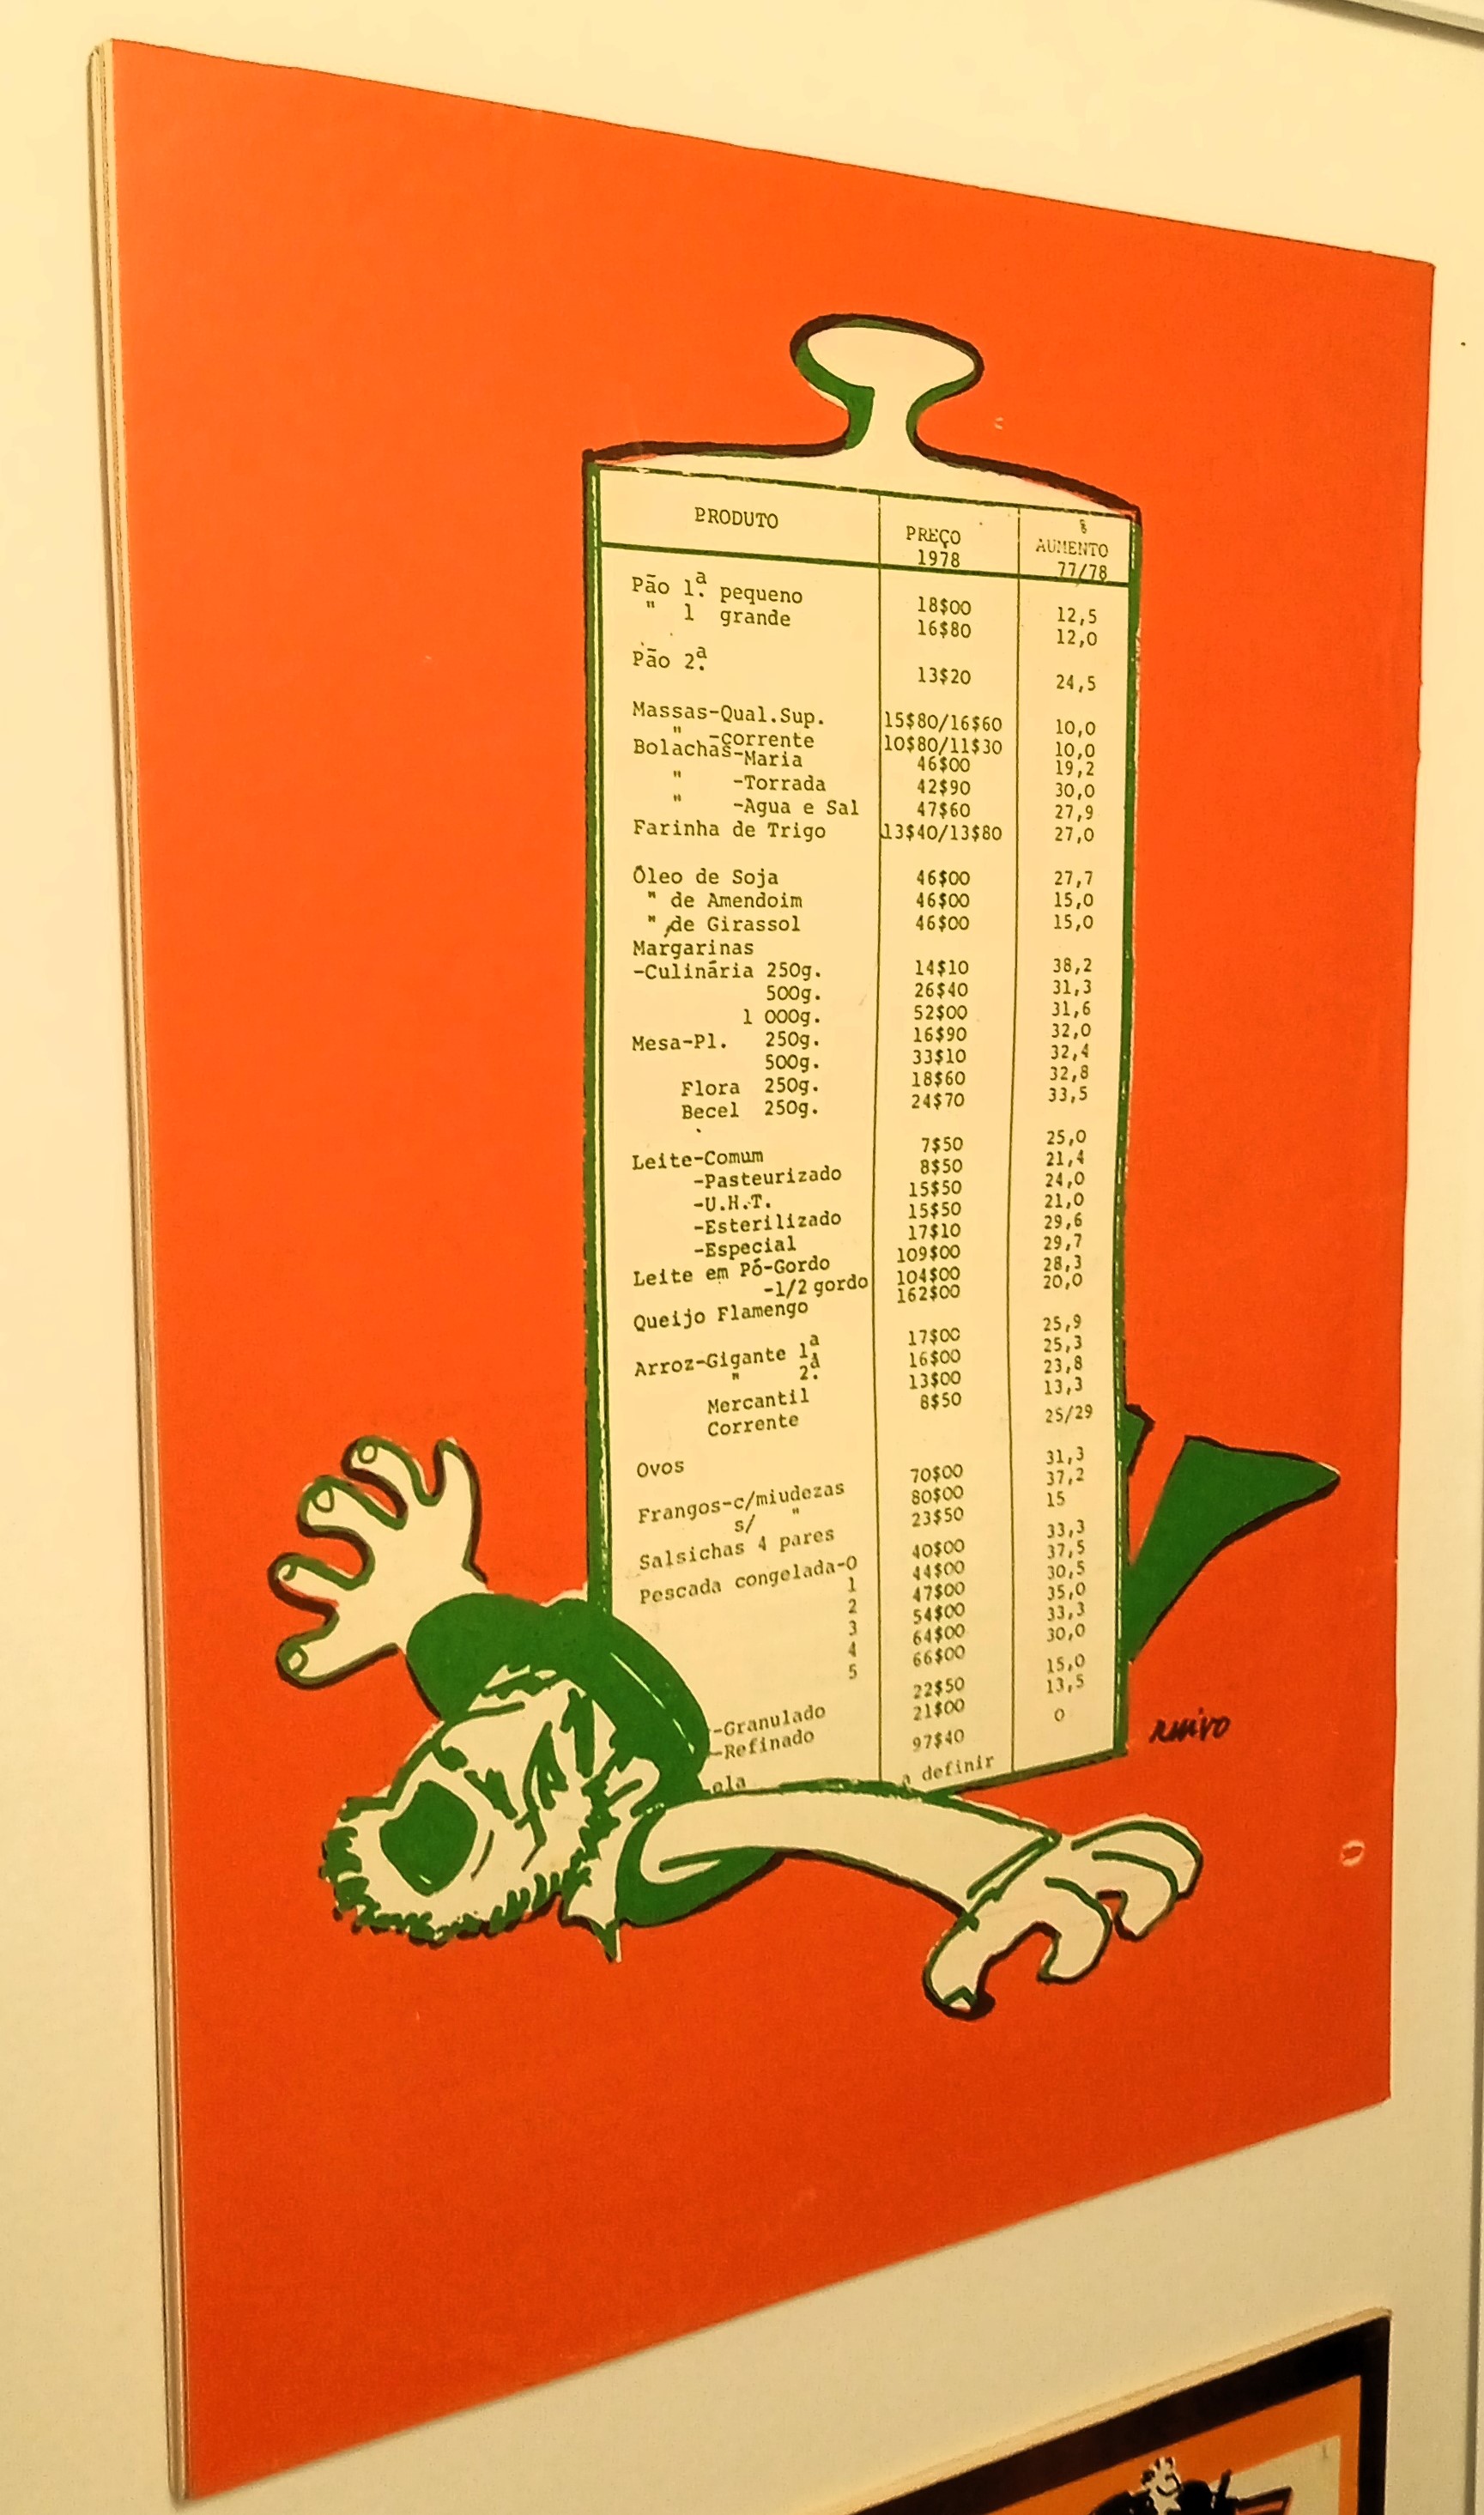 PRODUTO PREÇO 1978 % AUMENTO 77/78
Pão 1ª. pequeno 18$00 12,5
" 1 grande 16$80 12,0
Pão 2ª. 13$20 24,5
Massas-Qual.Sup. 15$80/16$60 10,0
" -corrente 10$80/11$30 10,0
Bolachas-Maria 46$00 19,2
" -Torrada 42$90 30,0
" -Agua e Sal 47$60 27,9
Farinha de Trigo 13$40/13$80 27,0
Óleo de Soja 46$00 27,7
" de Amendoim 46$00 15,0
" de Girassol 46$00 15,0
Margarinas
-Culinária 250g. 14$10 38,2
500g. 26$40 31,3
1 000g. 52$00 31,6
Mesa-Pl. 250g. 16$90 32,0
500g. 33$10 32,4
Flora 250g. 18$60 32,8
Becel 250g. 24$70 33,5
Leite-Comum 7$50 25,0
-Pasteurizado 8$50 21,4
-U.H.T. 15$50 24,0
-Esterilizado 15$50 21,0
-Especial 17$10 29,6
Leite em Pó-Gordo 109$00 29,7
-1/2 gordo 104$00 28,3
Queijo Flamengo 162$00 20,0
Arroz-Gigante 1ª 17$00 25,9
" 2ª. 16$00 25,3
Mercantil 13$00 23,8
Corrente 8$50 13,3
Ovos 25/29
Frangos-c/miudezas 70$00 31,3
s/ " 80$00 37,2
Salsichas 4 pares 23$50 15
Pescada congelada-0 40$00 33,3
1 44$00 37,5
2 47$00 30,5
3 54$00 35,0
4 64$00 33,3
5 66$00 30,0
-Granulado 22$50 15,0
-Refinado 21$00 13,5
97$40 0
ola a definir